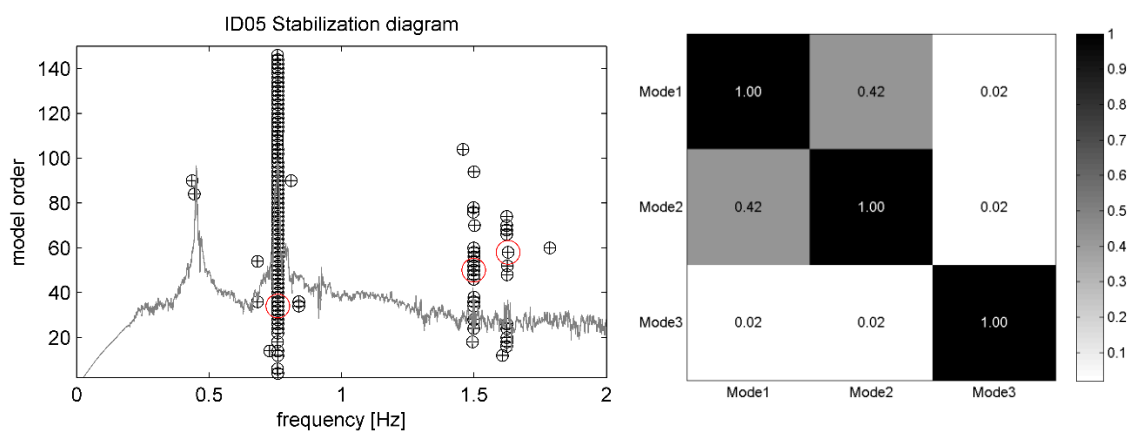 ID05 Stabilization diagram
model order
140
120
100
80
60
40
20
0 0.5 1 1.5 2
frequency [Hz]
Mode1 1.00 0.42 0.02
Mode2 0.42 1.00 0.02
Mode3 0.02 0.02 1.00
Mode1 Mode2 Mode3
1
0.9
0.8
0.7
0.6
0.5
0.4
0.3
0.2
0.1